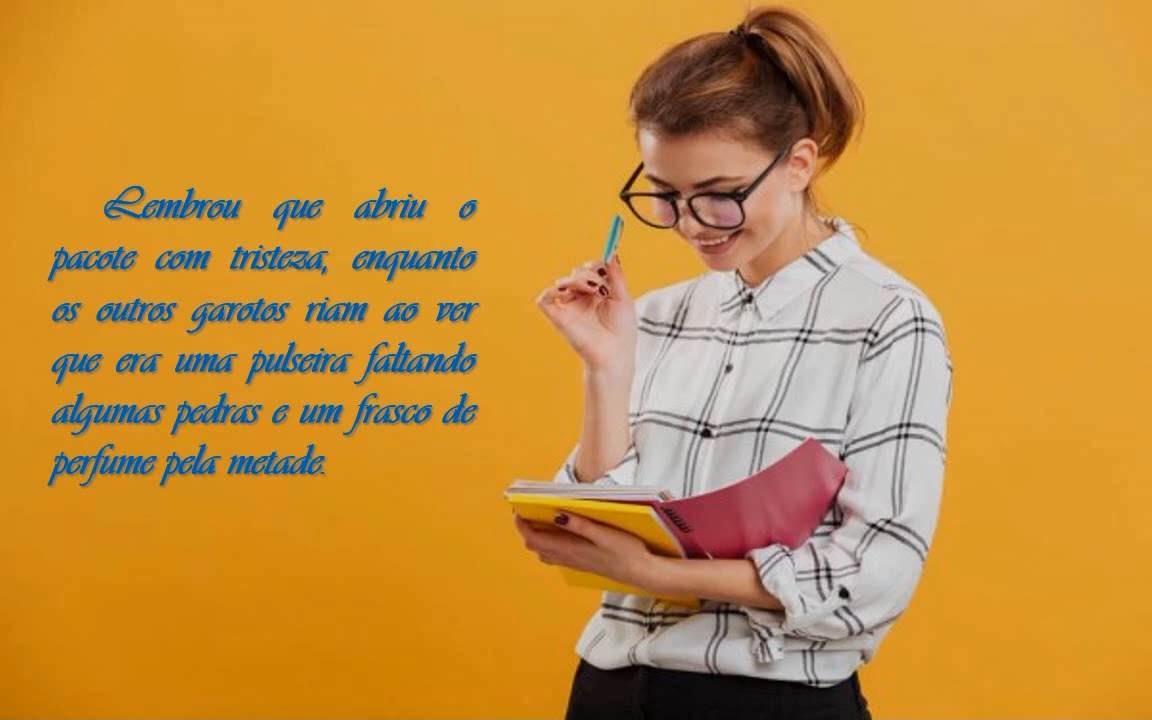 Lembrou que abriu o
pacote com tristeza, enquanto
os outros garotos riam ao ver
que era uma pulseira faltando
algumas pedras e um frasco de
perfume pela metade.